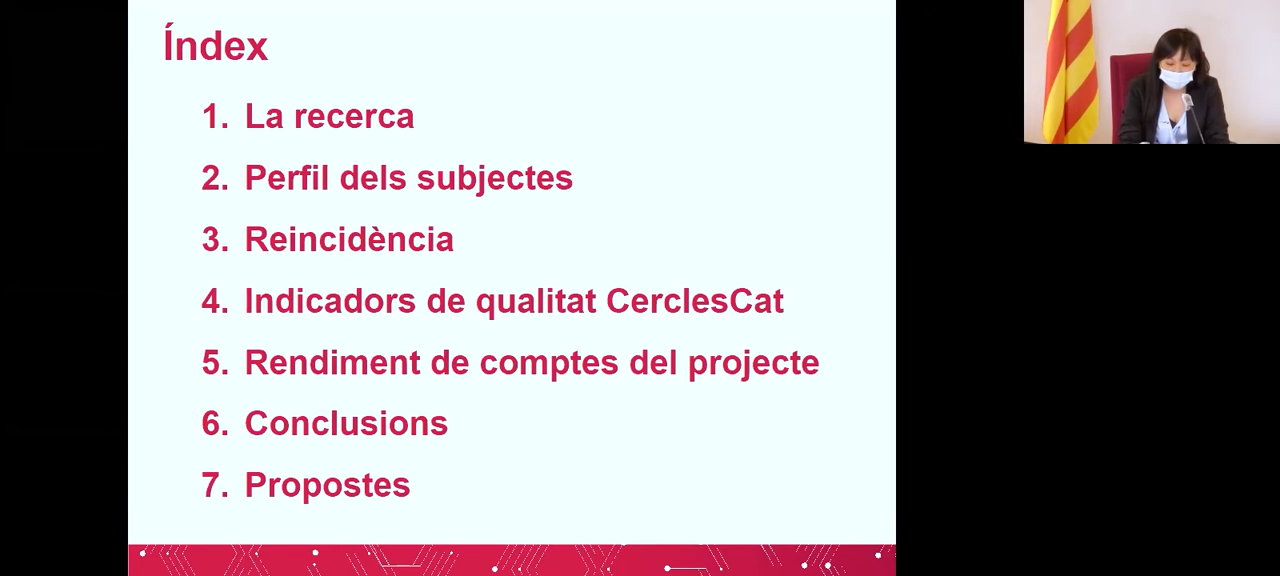 Índex
1. La recerca
2. Perfil dels subjectes
3. Reincidència
4. Indicadors de qualitat CerclesCat
5. Rendiment de comptes del projecte
6. Conclusions
7. Propostes